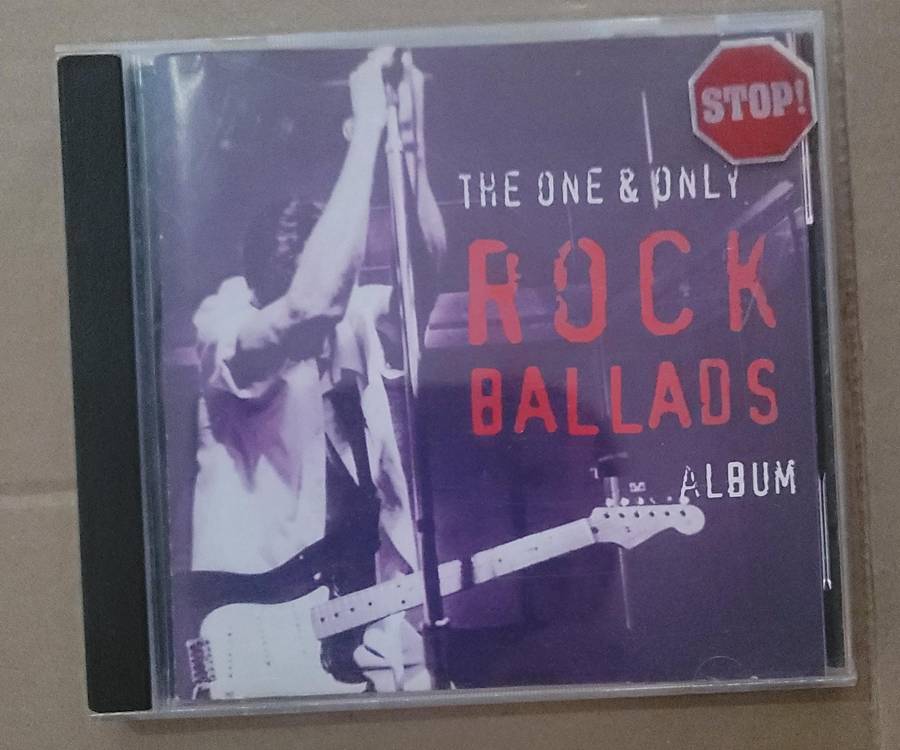 STOP!
THE ONE & ONLY
ROCK
BALLADS
ALBUM